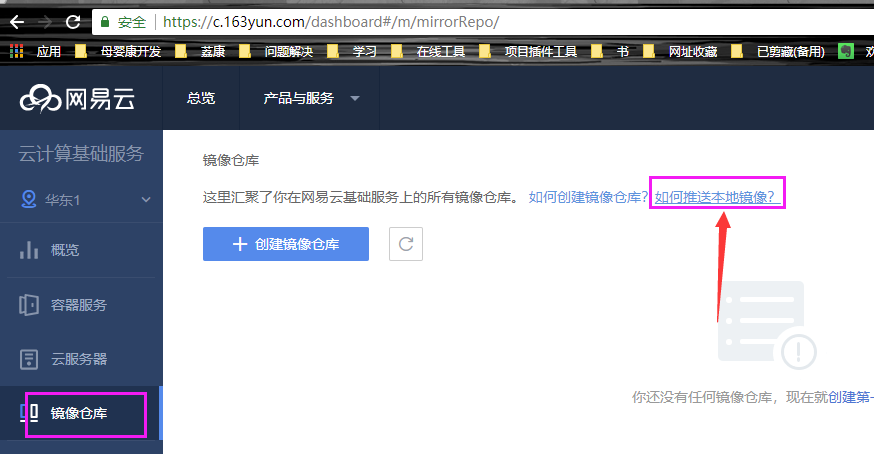 安全 https://c.163yun.com/dashboard#/m/mirrorRepo/
应用 母婴康开发 蓝康 问题解决 学习 在线工具 项目插件工具 书 网址收藏 已剪藏(备用) 欢
网易云 总览 产品与服务
云计算基础服务
华东1
概览
容器服务
云服务器
镜像仓库
镜像仓库
这里汇聚了你在网易云基础服务上的所有镜像仓库。 如何创建镜像仓库? 如何推送本地镜像?
创建镜像仓库
你还没有任何镜像仓库，现在就创建第一